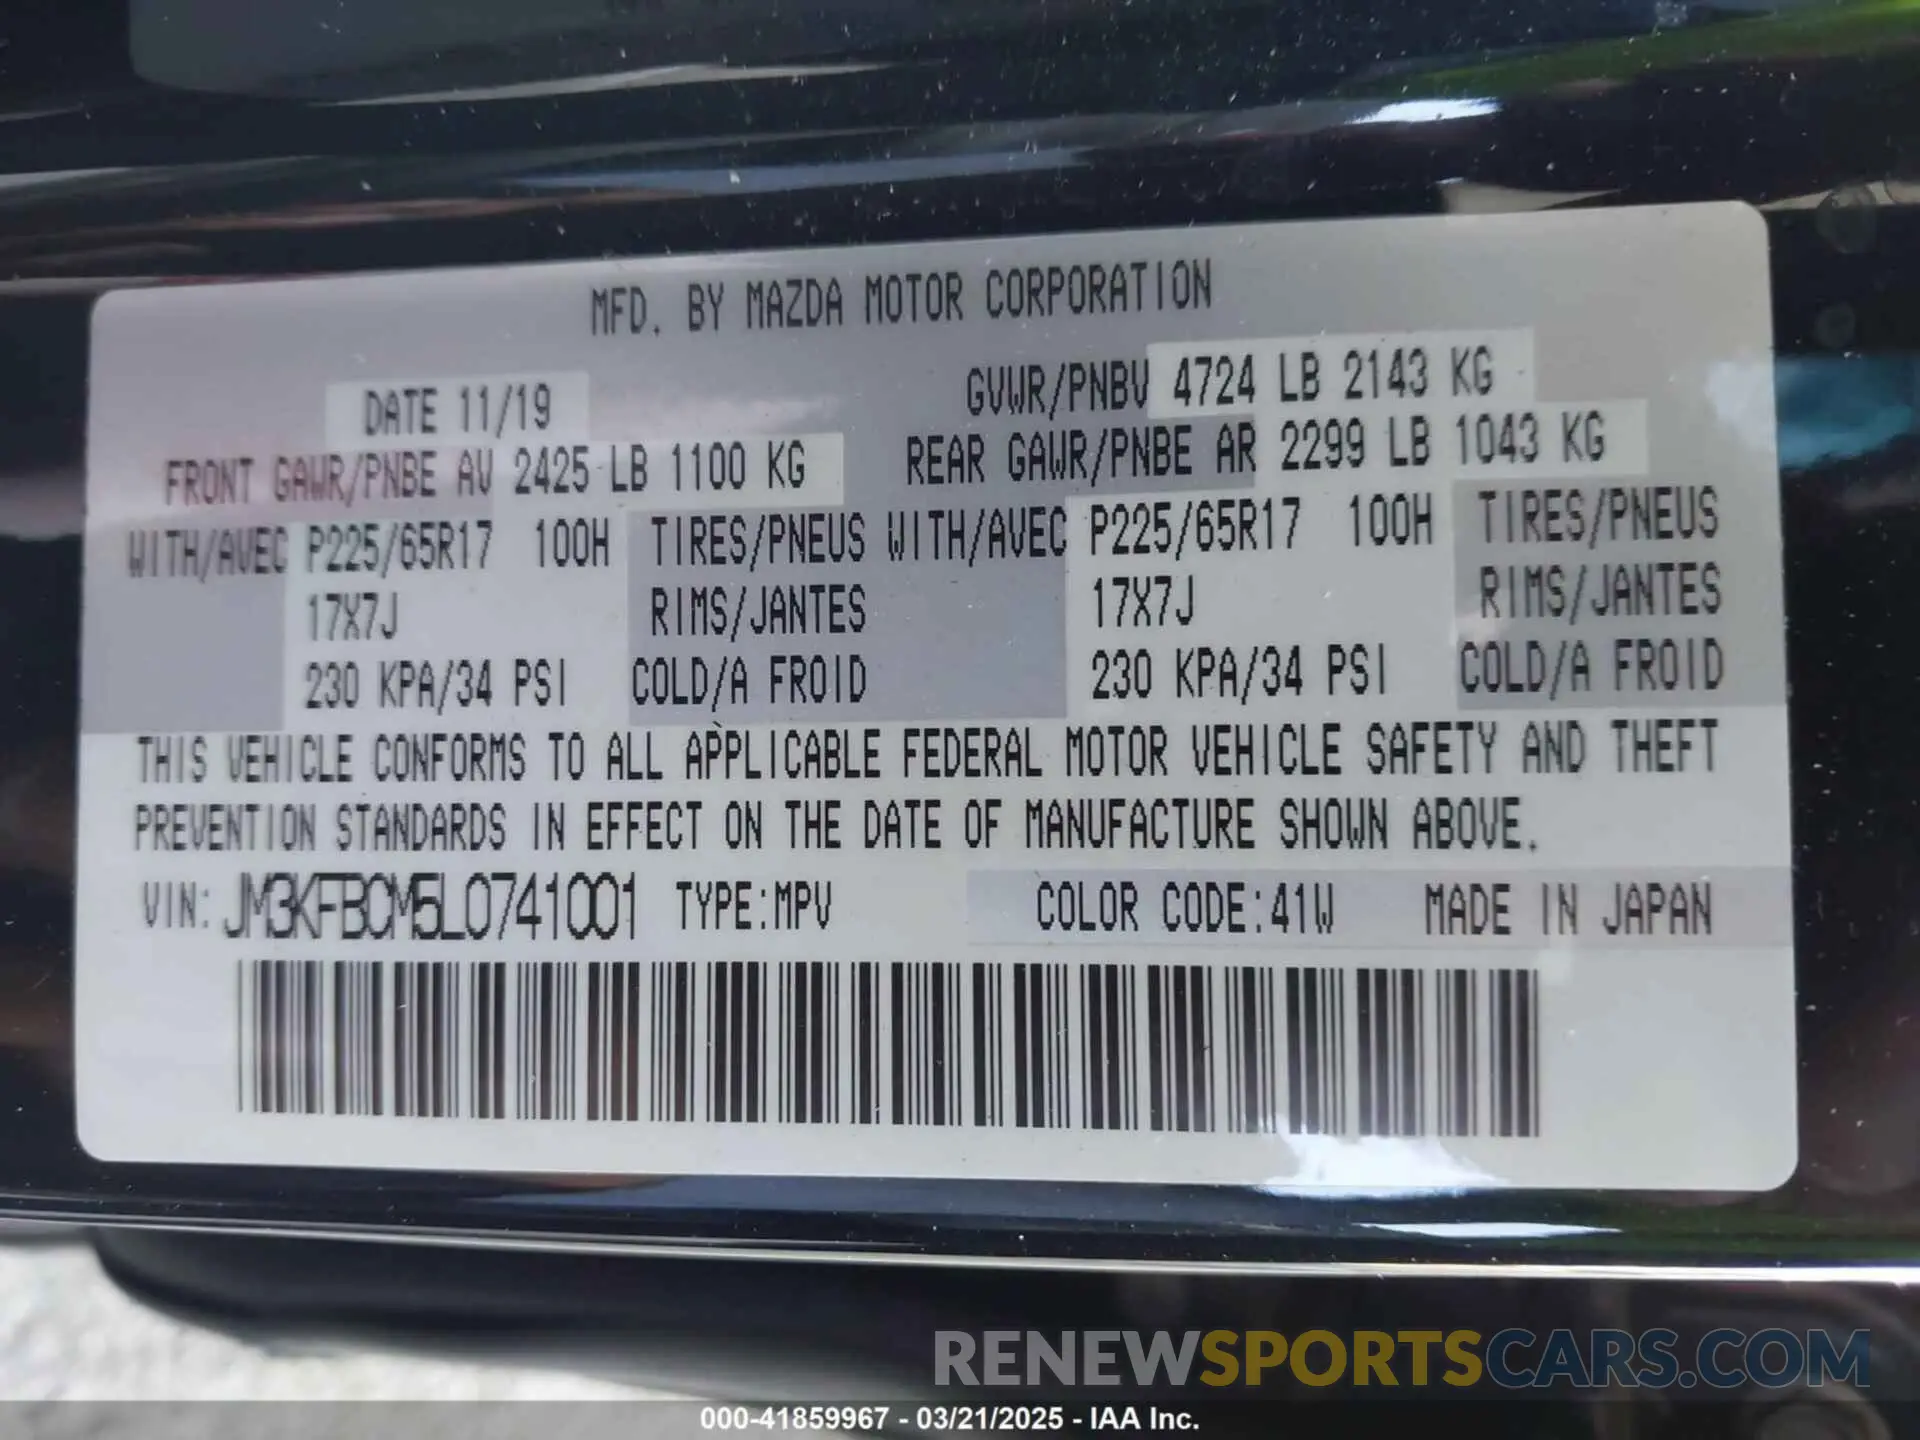 MFD. BY MAZDA MOTOR CORPORATION
DATE 11/19 GVWR/PNBV 4724 LB 2143 KG
FRONT GAWR/PNBE AV 2425 LB 1100 KG REAR GAWR/PNBE AR 2299 LB 1043 KG
WITH/AVEC P225/65R17 100H TIRES/PNEUS WITH/AVEC P225/65R17 100H TIRES/PNEUS
17X7J RIMS/JANTES 17X7J RIMS/JANTES
230 KPA/34 PSI COLD/A FROID 230 KPA/34 PSI COLD/A FROID
THIS VEHICLE CONFORMS TO ALL APPLICABLE FEDERAL MOTOR VEHICLE SAFETY AND THEFT
PREVENTION STANDARDS IN EFFECT ON THE DATE OF MANUFACTURE SHOWN ABOVE.
VIN: JM3KFBCM5L0741001 TYPE:MPV COLOR CODE:41W MADE IN JAPAN
RENEWSPORTSCARS.COM
000-41859967 - 03/21/2025 - IAA Inc.